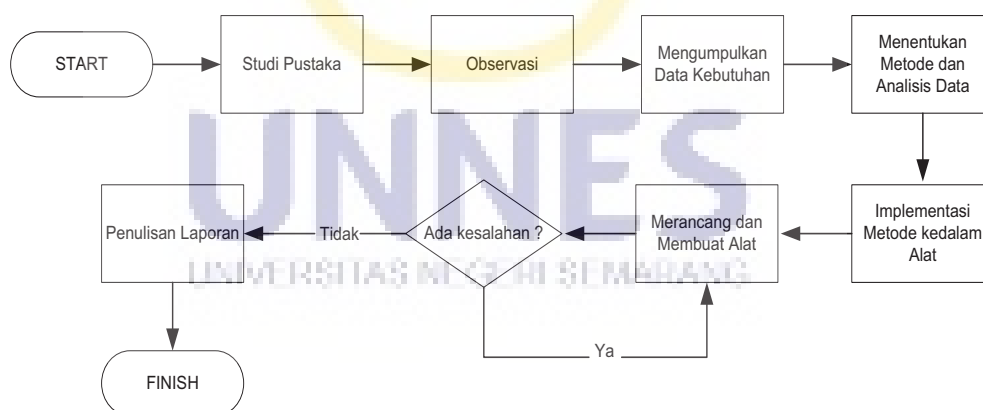 START
Studi Pustaka
Observasi
Mengumpulkan
Data Kebutuhan
Menentukan
Metode dan
Analisis Data
Implementasi
Metode kedalam
Alat
Merancang dan
Membuat Alat
Ada kesalahan ?
Ya
Tidak
Penulisan Laporan
FINISH
UNNES
UNIVERSITAS NEGERI SEMARANG